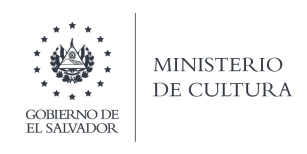 GOBIERNO DE
EL SALVADOR
MINISTERIO
DE CULTURA